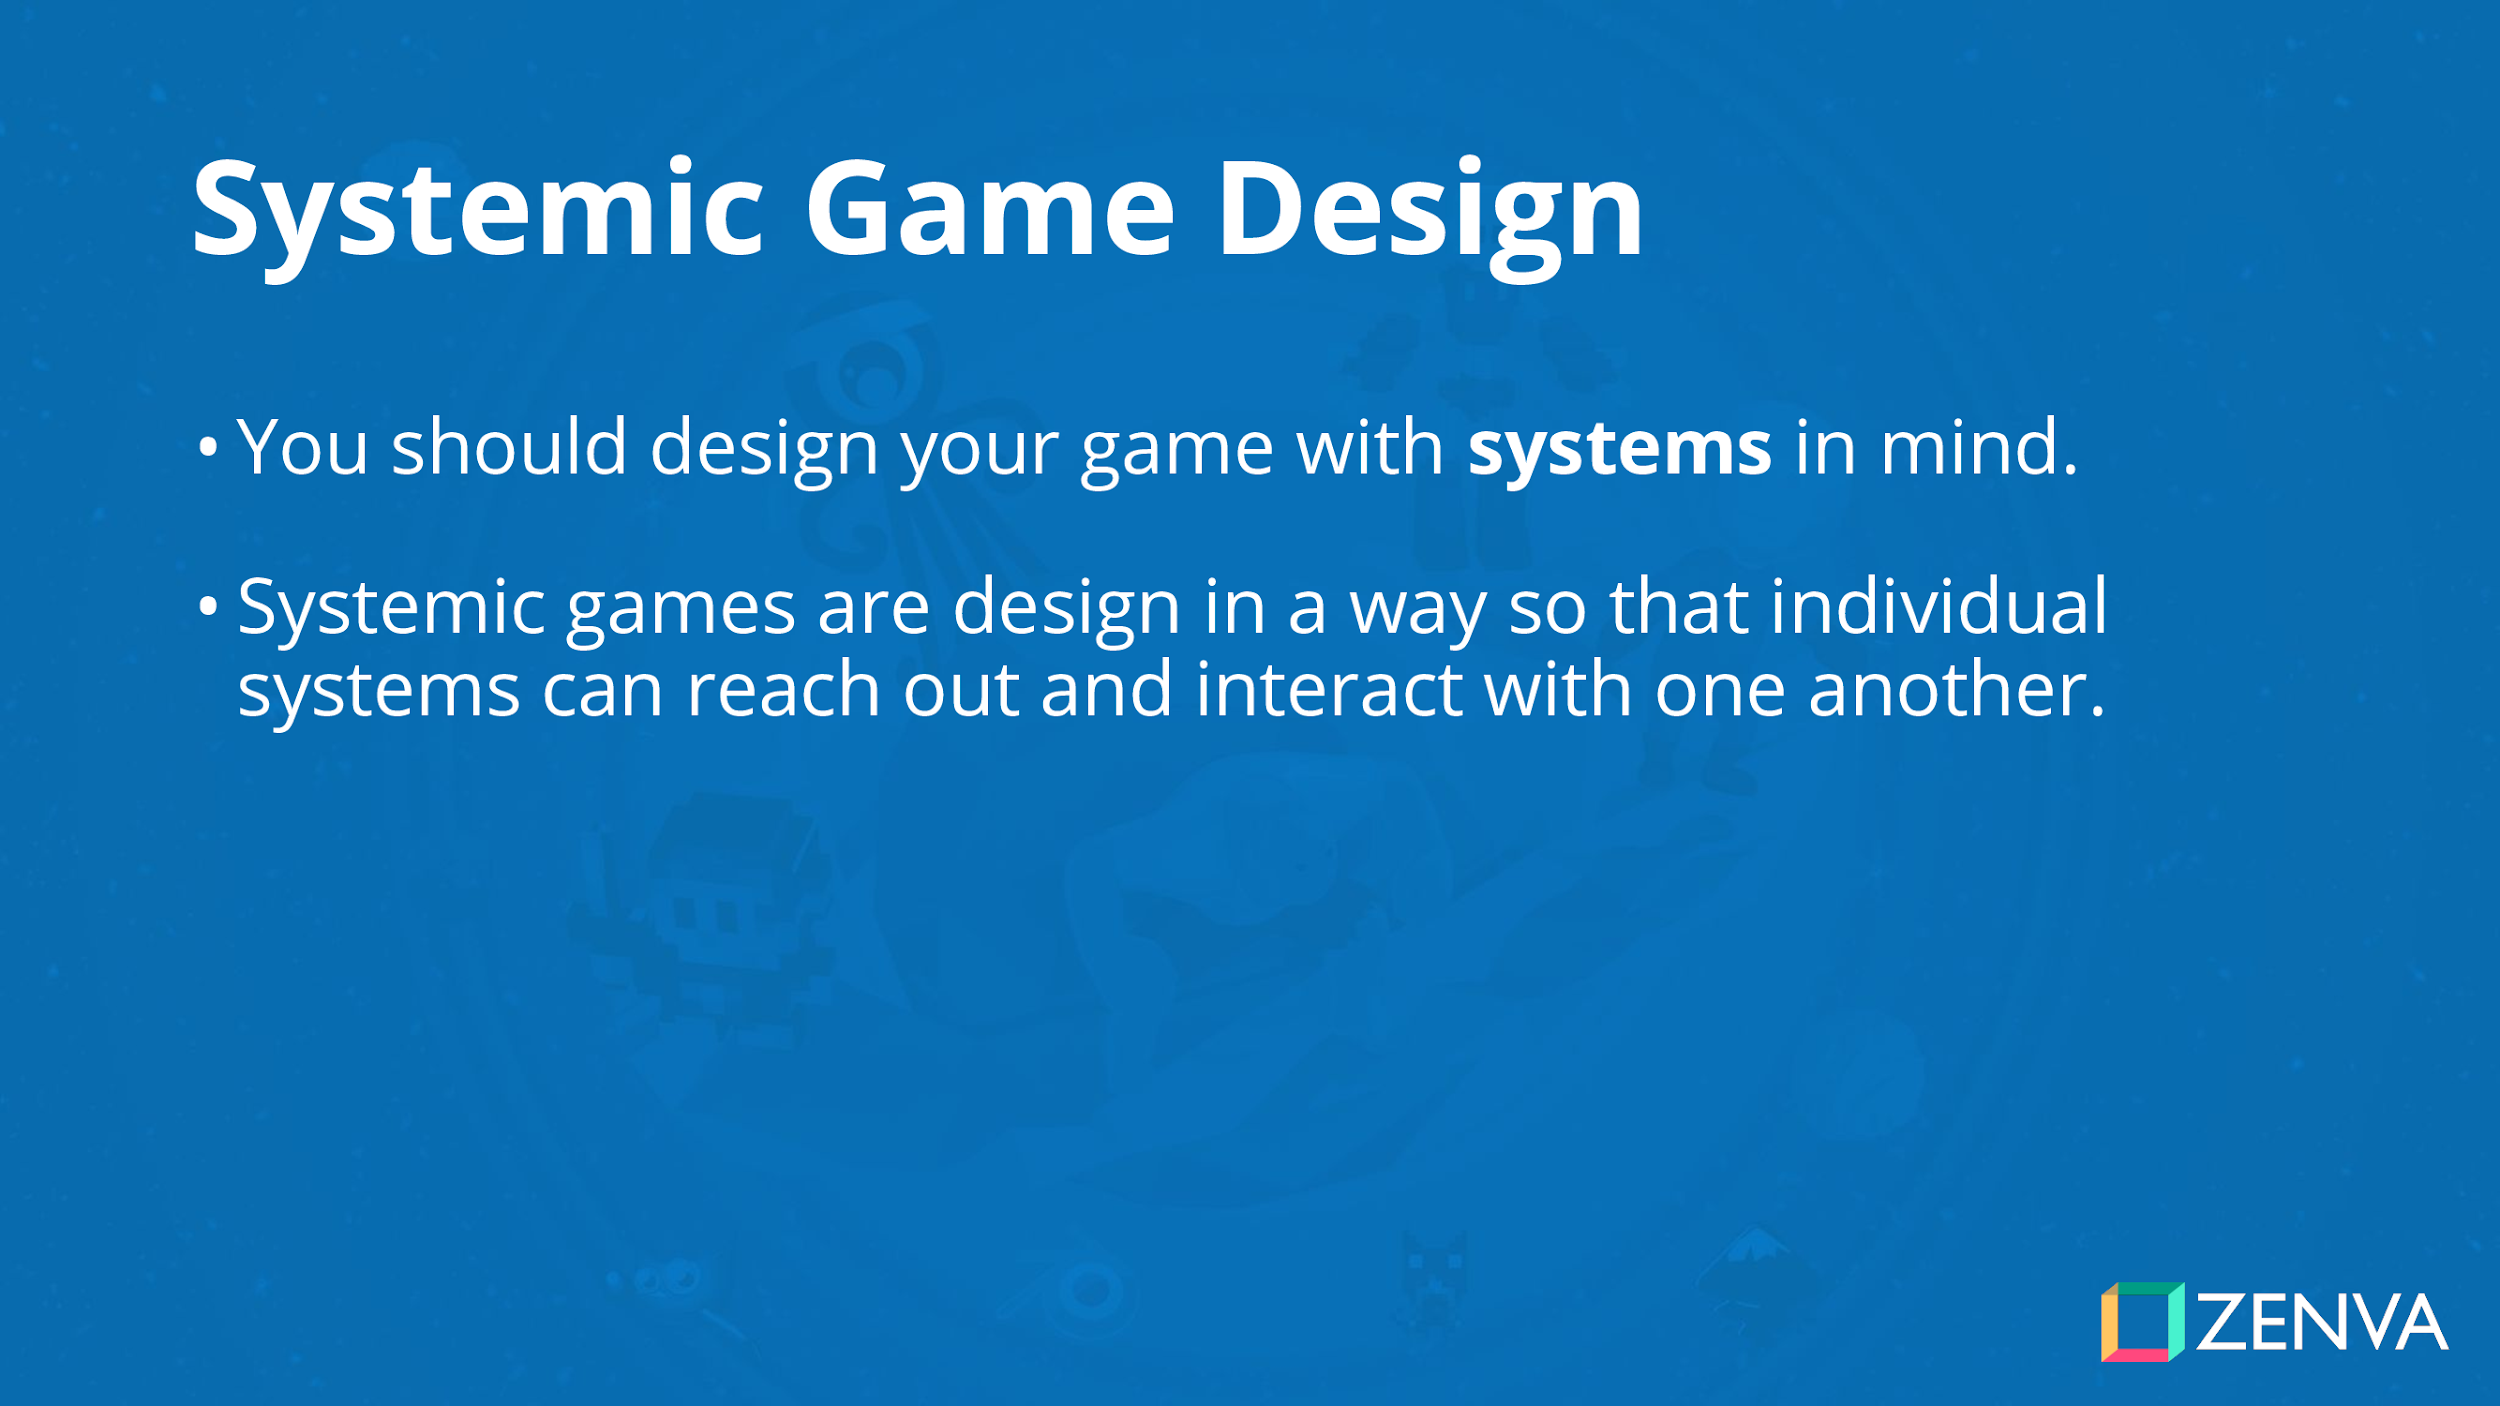 Systemic Game Design
• You should design your game with systems in mind.
• Systemic games are design in a way so that individual
systems can reach out and interact with one another.
ZENVA